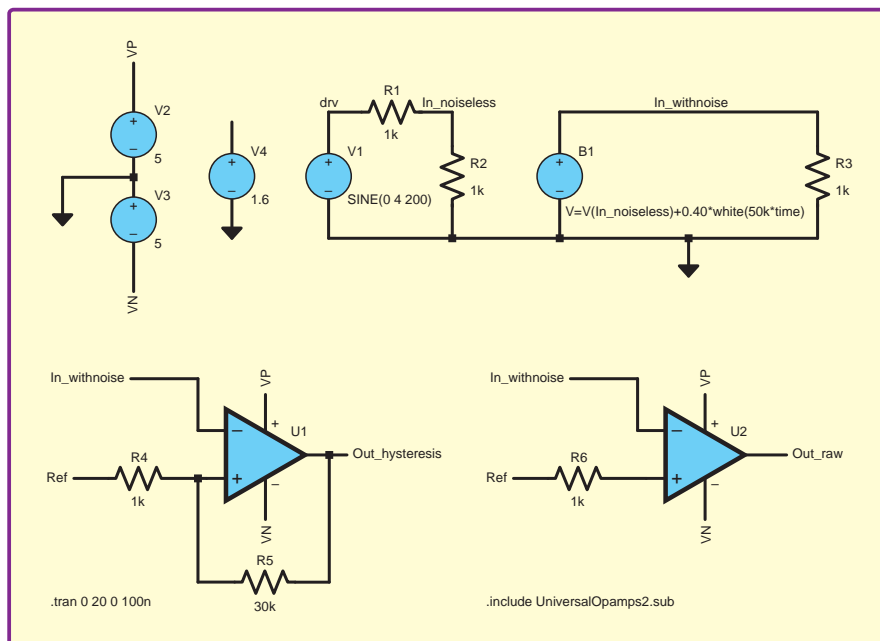 VP
V2
+
−
5
V3
+
−
5
VN
V4
+
−
1.6
drv
R1
1k
In_noiseless
V1
+
−
SINE(0 4 200)
R2
1k
In_withnoise
B1
+
−
V=V(In_noiseless)+0.40*white(50k*time)
R3
1k
In_withnoise
VP
+
U1
−
+
Out_hysteresis
Ref
R4
1k
−
VN
R5
30k
.tran 0 20 0 100n
In_withnoise
VP
+
U2
−
+
Out_raw
Ref
R6
1k
−
VN
.include UniversalOpamps2.sub